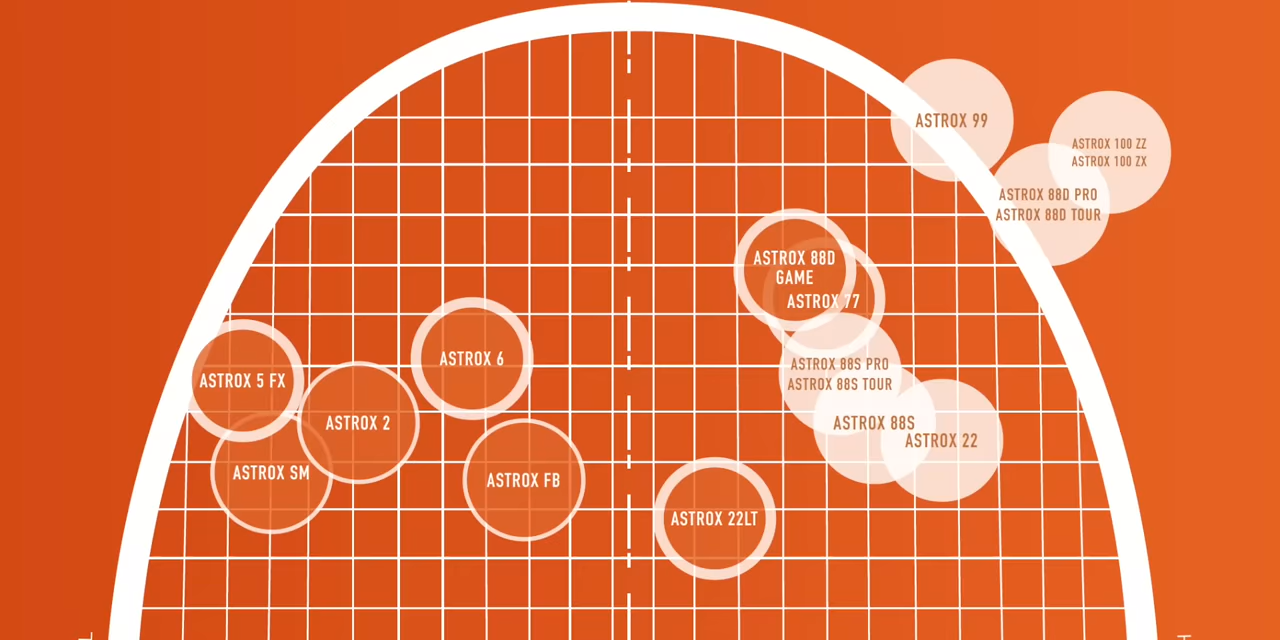 ASTROX 99
ASTROX 100 ZZ
ASTROX 100 ZX
ASTROX 88D PRO
ASTROX 88D TOUR
ASTROX 88D
GAME
ASTROX 77
ASTROX 6
ASTROX 88S PRO
ASTROX 88S TOUR
ASTROX 5 FX
ASTROX 2
ASTROX 88S
ASTROX 22
ASTROX SM
ASTROX FB
ASTROX 22LT